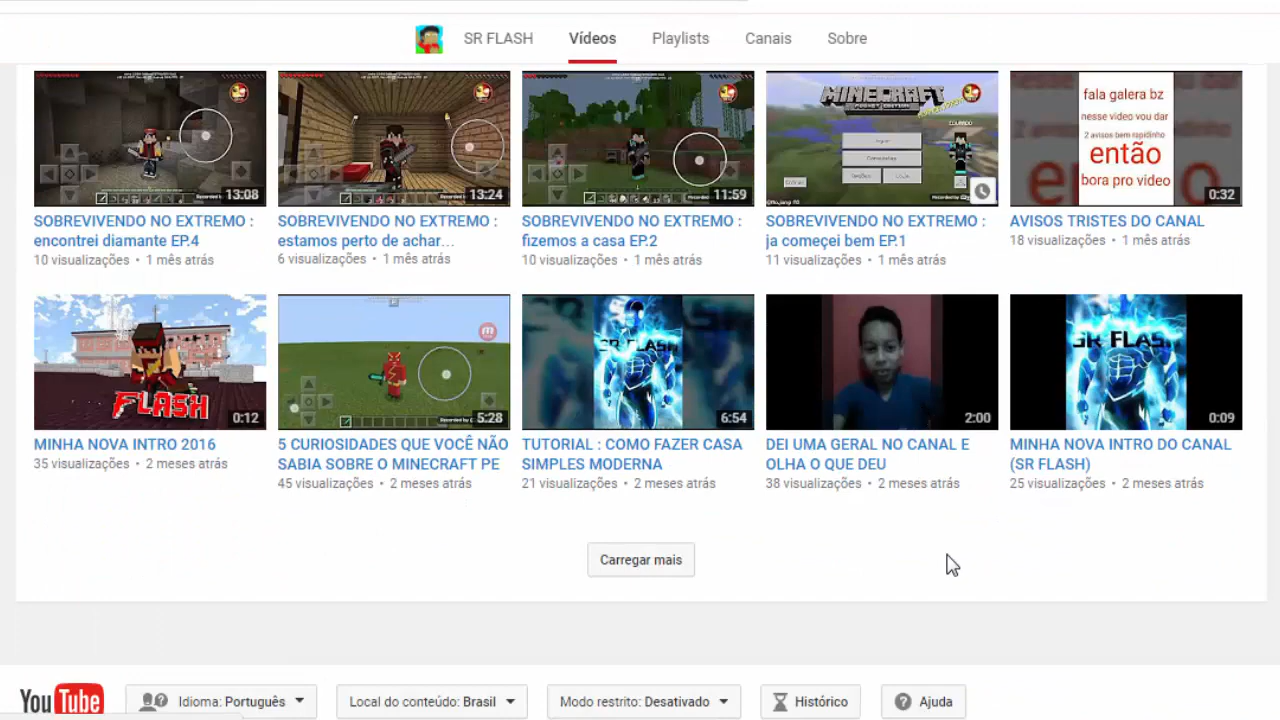 SR FLASH
Vídeos
Playlists
Canais
Sobre
13:08
13:24
11:59
MINECRAFT
POCKET EDITION
fala galera bz
nesse video vou dar
2 avisos bem rapidinho
então
bora pro video
0:32
SOBREVIVENDO NO EXTREMO :
encontrei diamante EP.4
10 visualizações • 1 mês atrás
SOBREVIVENDO NO EXTREMO :
estamos perto de achar...
6 visualizações • 1 mês atrás
SOBREVIVENDO NO EXTREMO :
fizemos a casa EP.2
10 visualizações • 1 mês atrás
SOBREVIVENDO NO EXTREMO :
ja começei bem EP.1
11 visualizações • 1 mês atrás
AVISOS TRISTES DO CANAL
18 visualizações • 1 mês atrás
FLASH
0:12
5:28
SR FLASH
6:54
2:00
SR FLASH
0:09
MINHA NOVA INTRO 2016
35 visualizações • 2 meses atrás
5 CURIOSIDADES QUE VOCÊ NÃO
SABIA SOBRE O MINECRAFT PE
45 visualizações • 2 meses atrás
TUTORIAL : COMO FAZER CASA
SIMPLES MODERNA
21 visualizações • 2 meses atrás
DEI UMA GERAL NO CANAL E
OLHA O QUE DEU
38 visualizações • 2 meses atrás
MINHA NOVA INTRO DO CANAL
(SR FLASH)
25 visualizações • 2 meses atrás
Carregar mais
YouTube
Idioma: Português
Local do conteúdo: Brasil
Modo restrito: Desativado
Histórico
Ajuda